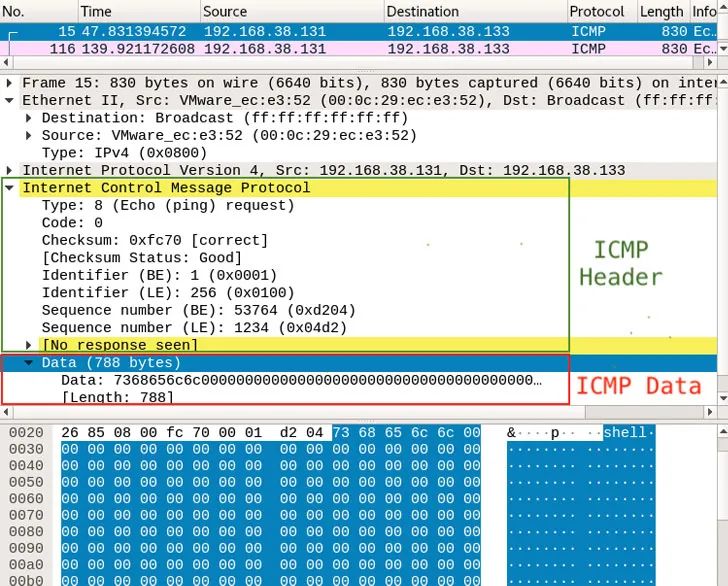 No. Time Source Destination Protocol Length Info
15 47.831394572 192.168.38.131 192.168.38.133 ICMP 830 Ec…
116 139.921172608 192.168.38.131 192.168.38.133 ICMP 830 Ec…
Frame 15: 830 bytes on wire (6640 bits), 830 bytes captured (6640 bits) on inter
Ethernet II, Src: VMware_ec:e3:52 (00:0c:29:ec:e3:52), Dst: Broadcast (ff:ff:ff:
Destination: Broadcast (ff:ff:ff:ff:ff:ff)
Source: VMware_ec:e3:52 (00:0c:29:ec:e3:52)
Type: IPv4 (0x0800)
Internet Protocol Version 4, Src: 192.168.38.131, Dst: 192.168.38.133
Internet Control Message Protocol
Type: 8 (Echo (ping) request)
Code: 0
Checksum: 0xfc70 [correct]
[Checksum Status: Good]
Identifier (BE): 1 (0x0001)
Identifier (LE): 256 (0x0100)
Sequence number (BE): 53764 (0xd204)
Sequence number (LE): 1234 (0x04d2)
[No response seen]
ICMP
Header
Data (788 bytes)
Data: 7368656c6c00000000000000000000000000000000000000…
[Length: 788]
ICMP Data
0020 26 85 08 00 fc 70 00 01 d2 04 73 68 65 6c 6c 00 &····p·· ··shell·
0030 00 00 00 00 00 00 00 00 00 00 00 00 00 00 00 00 ········ ········
0040 00 00 00 00 00 00 00 00 00 00 00 00 00 00 00 00 ········ ········
0050 00 00 00 00 00 00 00 00 00 00 00 00 00 00 00 00 ········ ········
0060 00 00 00 00 00 00 00 00 00 00 00 00 00 00 00 00 ········ ········
0070 00 00 00 00 00 00 00 00 00 00 00 00 00 00 00 00 ········ ········
0080 00 00 00 00 00 00 00 00 00 00 00 00 00 00 00 00 ········ ········
0090 00 00 00 00 00 00 00 00 00 00 00 00 00 00 00 00 ········ ········
00a0 00 00 00 00 00 00 00 00 00 00 00 00 00 00 00 00 ········ ········
00b0 00 00 00 00 00 00 00 00 00 00 00 00 00 00 00 00 ········ ········